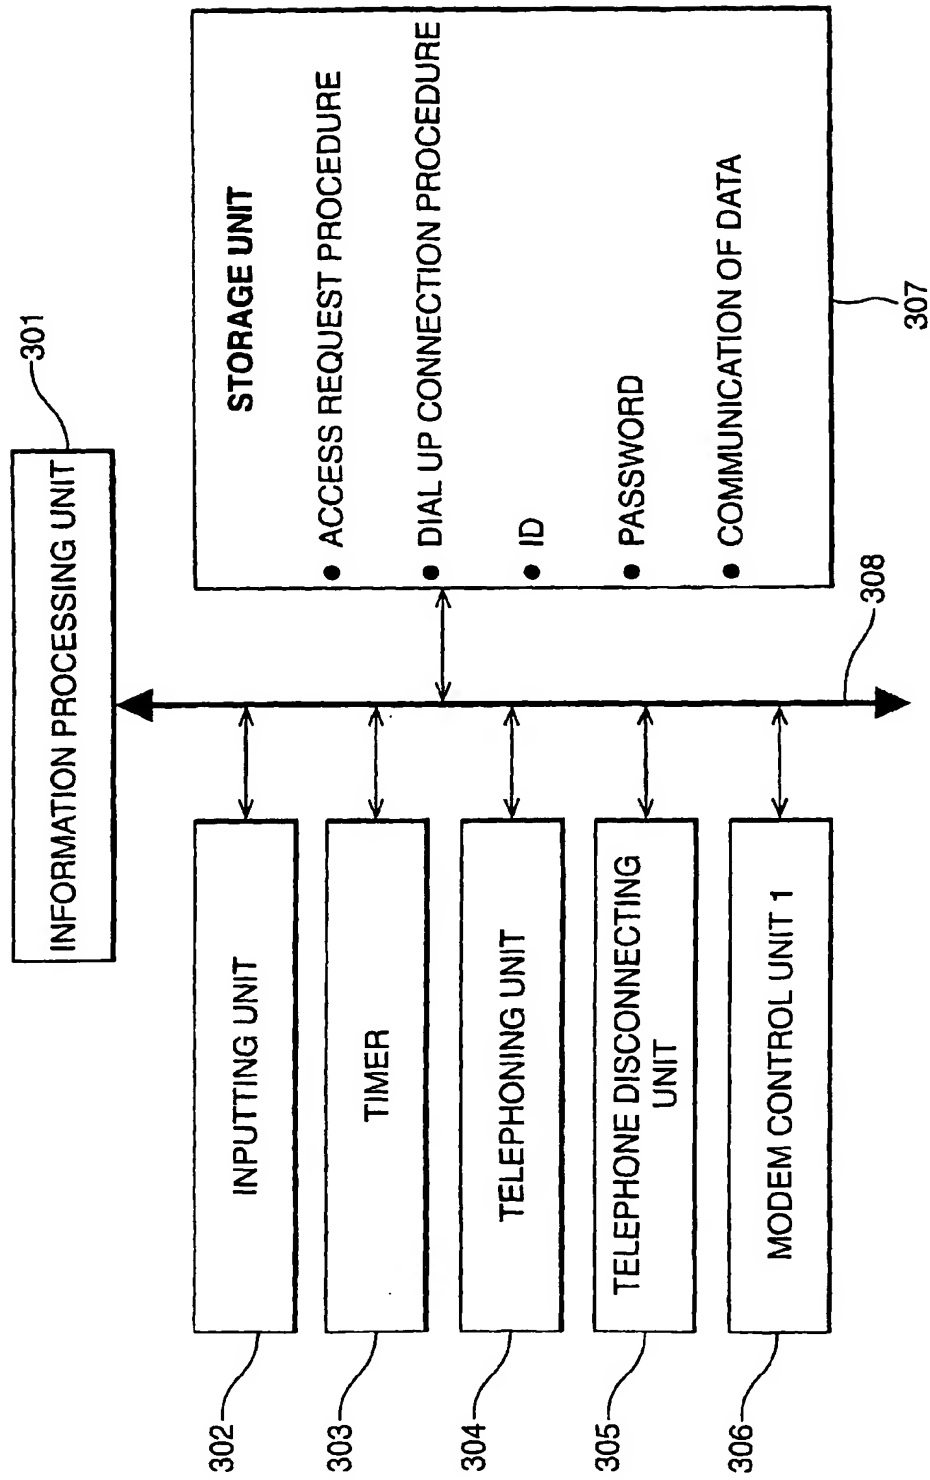 INFORMATION PROCESSING UNIT
301
302
INPUTTING UNIT
303
TIMER
304
TELEPHONING UNIT
305
TELEPHONE DISCONNECTING
UNIT
306
MODEM CONTROL UNIT 1
STORAGE UNIT
● ACCESS REQUEST PROCEDURE
● DIAL UP CONNECTION PROCEDURE
● ID
● PASSWORD
● COMMUNICATION OF DATA
307
308